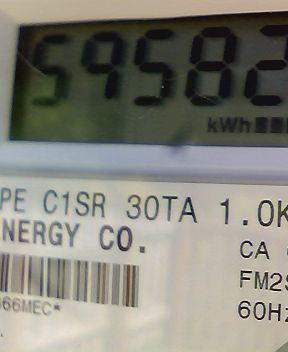 59582
kWh
PE C1SR 30TA 1.0K
NERGY CO.
CA
FM2S
66MEC*
60Hz